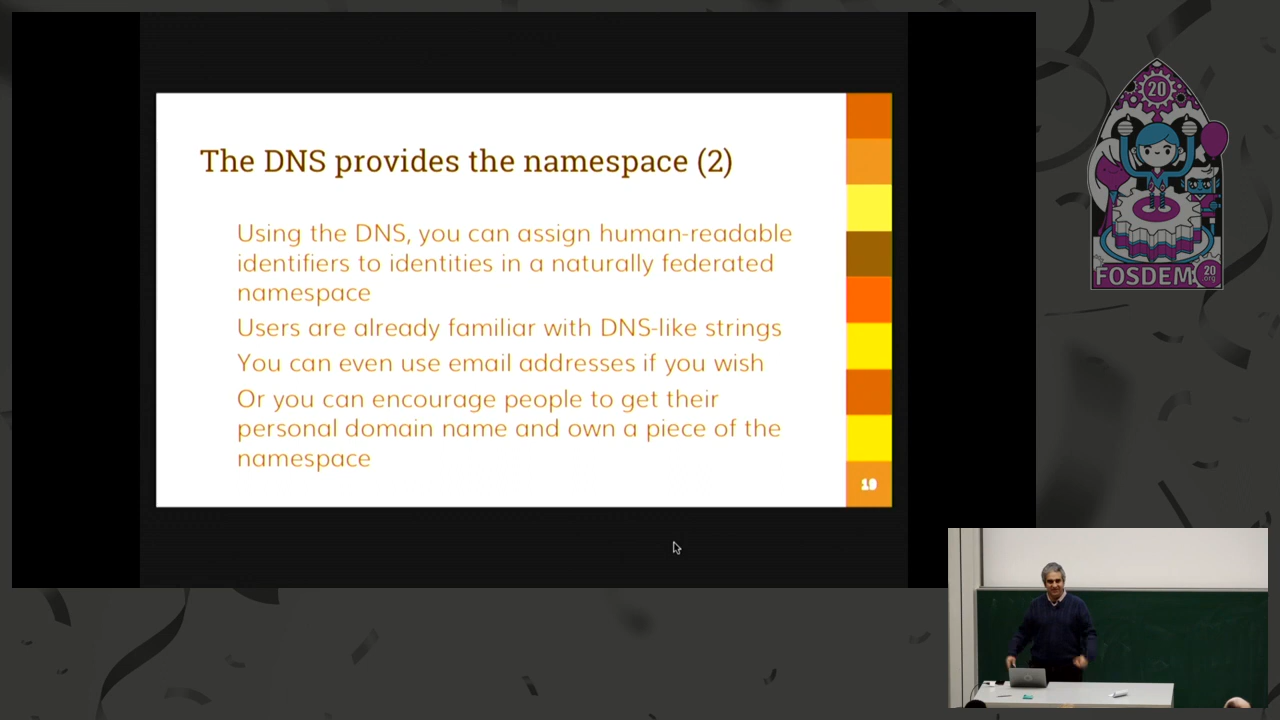 The DNS provides the namespace (2)
Using the DNS, you can assign human-readable
identifiers to identities in a naturally federated
namespace
Users are already familiar with DNS-like strings
You can even use email addresses if you wish
Or you can encourage people to get their
personal domain name and own a piece of the
namespace
19
20
FOSDEM
20
.org